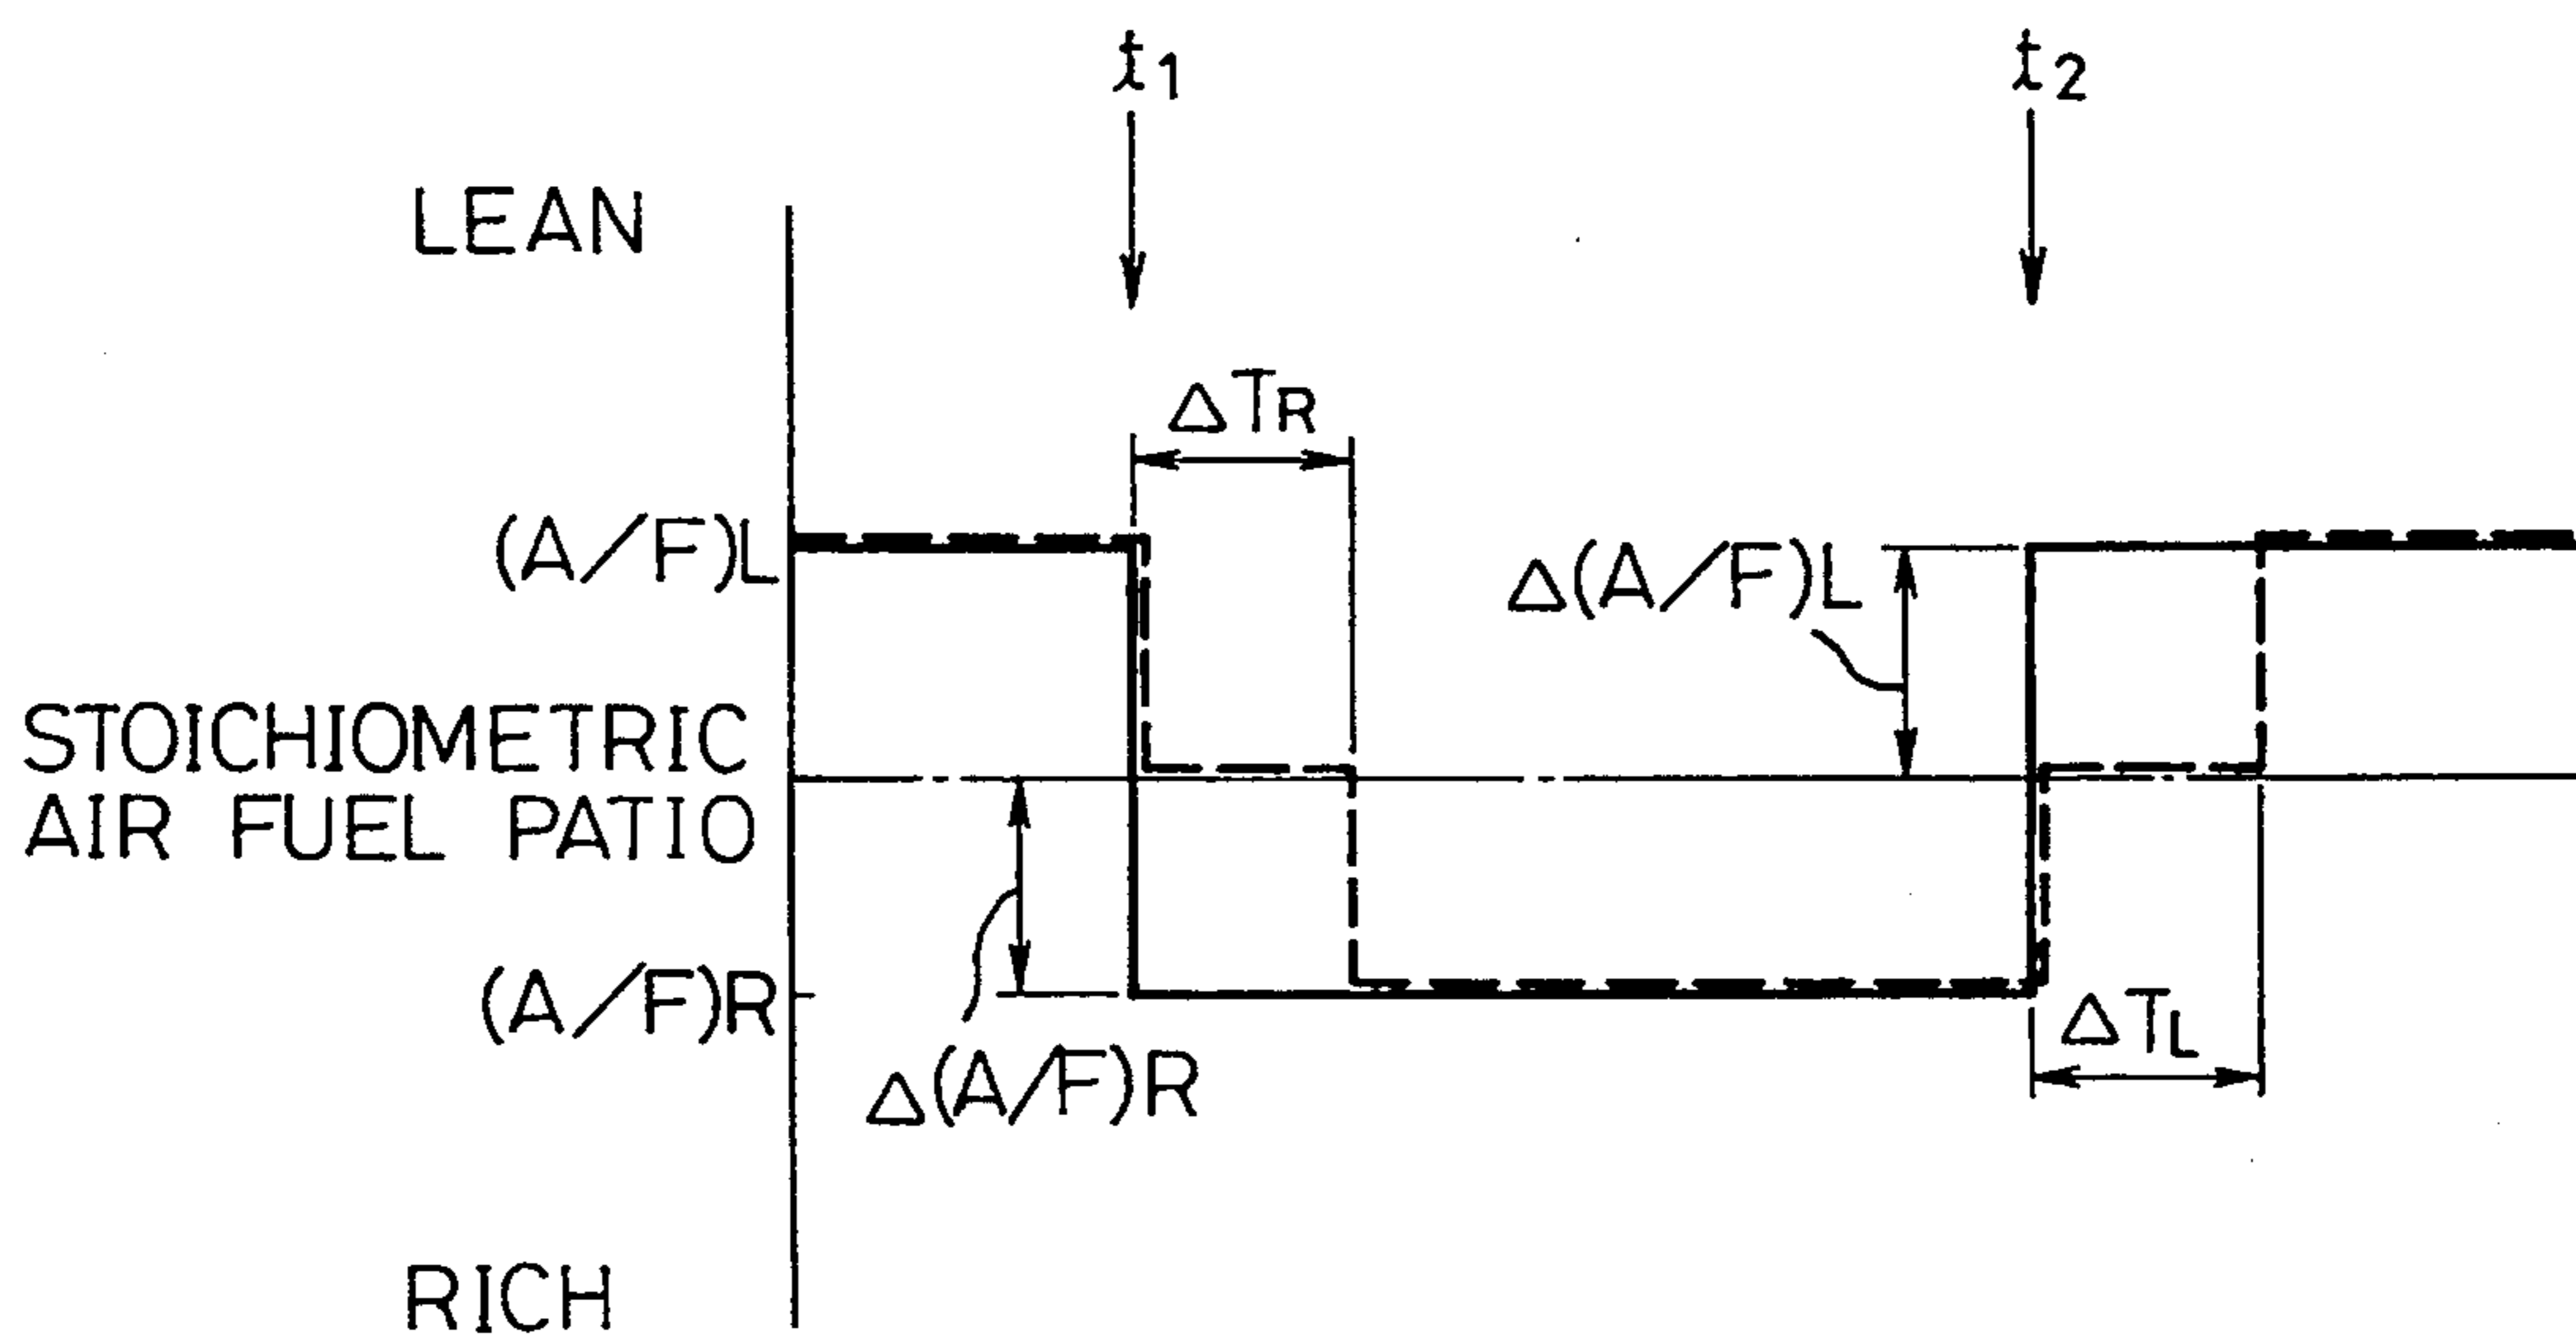 t1
t2
LEAN
ΔTR
(A/F)L
Δ(A/F)L
STOICHIOMETRIC
AIR FUEL PATIO
(A/F)R
ΔTL
Δ(A/F)R
RICH